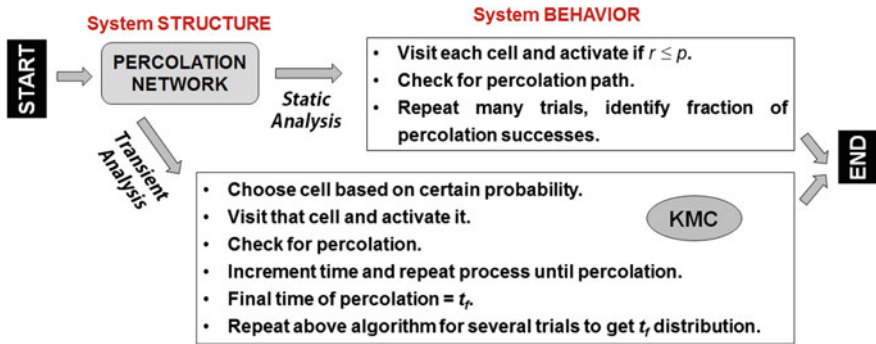 System STRUCTURE
System BEHAVIOR
START
PERCOLATION
NETWORK
Static
Analysis
• Visit each cell and activate if r ≤ p.
• Check for percolation path.
• Repeat many trials, identify fraction of
percolation successes.
Transient
Analysis
• Choose cell based on certain probability.
• Visit that cell and activate it.
• Check for percolation.
• Increment time and repeat process until percolation.
• Final time of percolation = tf.
• Repeat above algorithm for several trials to get tf distribution.
KMC
END